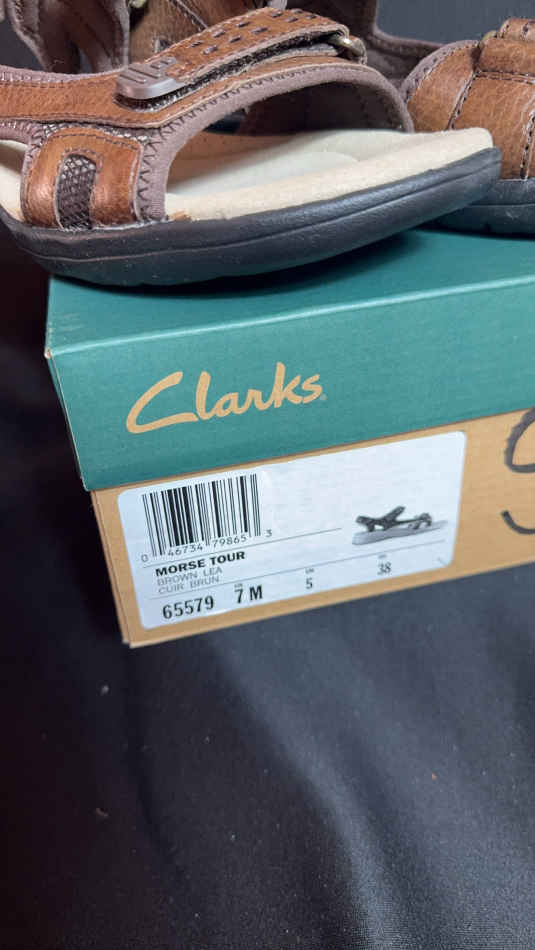 Clarks
0 46734 79865 3
MORSE TOUR
BROWN LEA
CUIR BRUN
65579 7 M 5 38